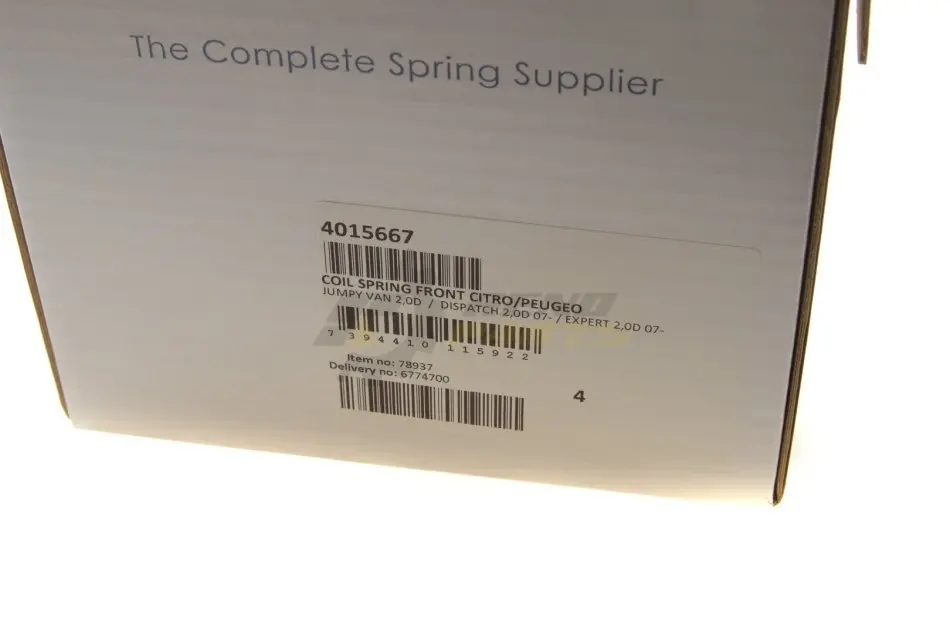 The Complete Spring Supplier
4015667
COIL SPRING FRONT CITRO/PEUGEO
JUMPY VAN 2,0D / DISPATCH 2,0D 07- / EXPERT 2,0D 07-
7 394410 115922
Item no: 78937
Delivery no: 6774700
4